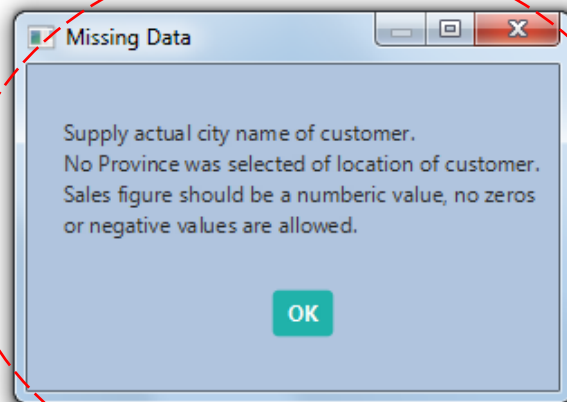 Missing Data
Supply actual city name of customer.
No Province was selected of location of customer.
Sales figure should be a numberic value, no zeros
or negative values are allowed.
OK